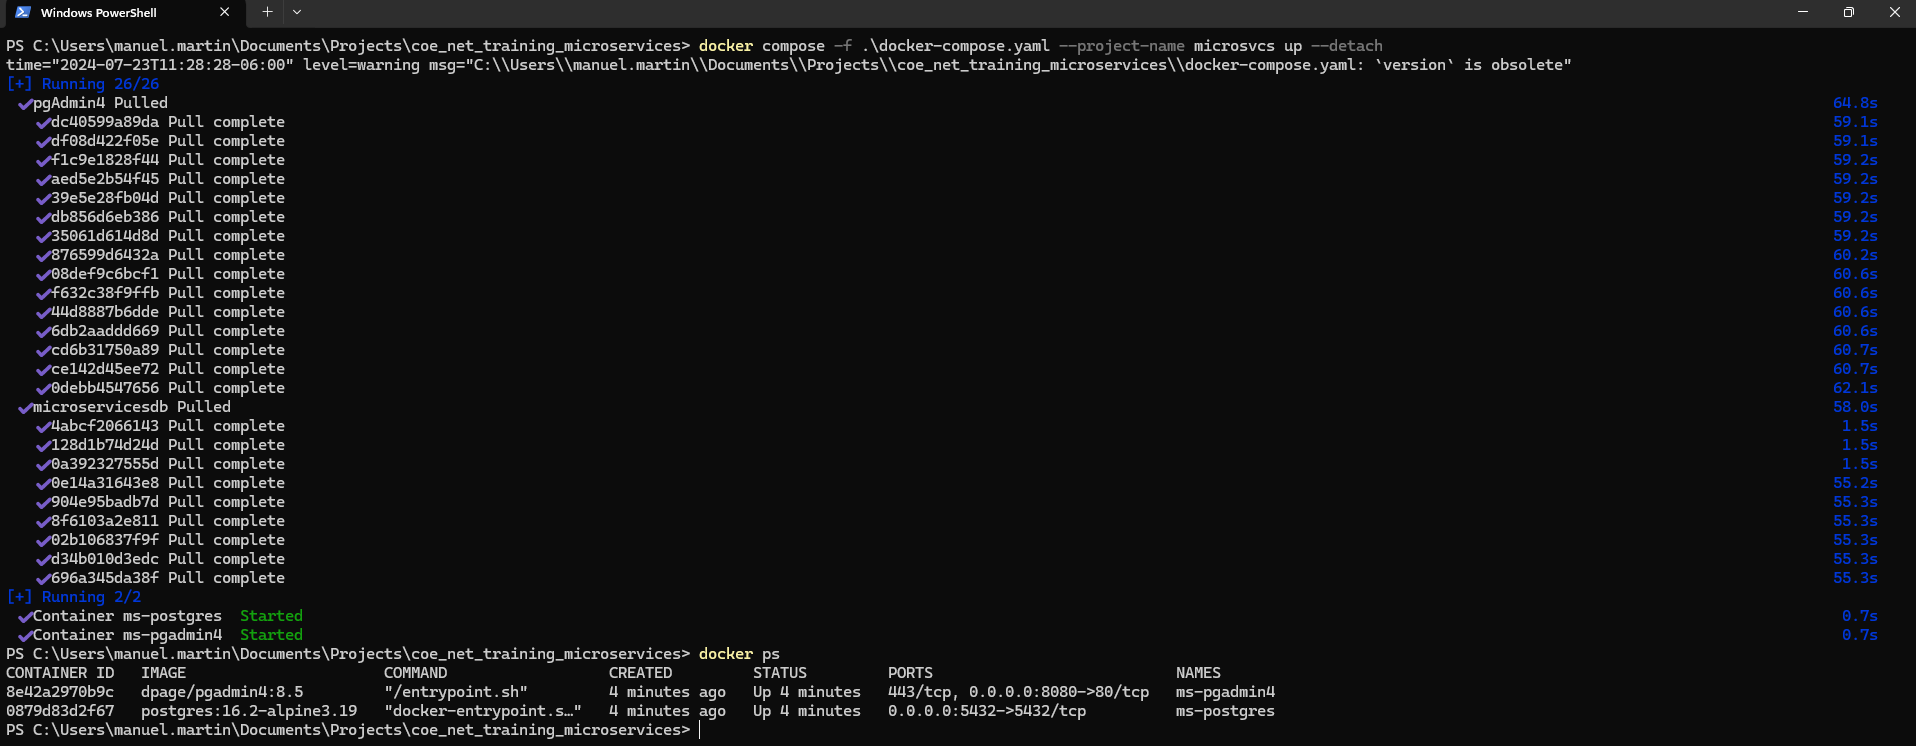 Windows PowerShell
PS C:\Users\manuel.martin\Documents\Projects\coe_net_training_microservices> docker compose -f .\docker-compose.yaml --project-name microsvcs up --detach
time="2024-07-23T11:28:28-06:00" level=warning msg="C:\\Users\\manuel.martin\\Documents\\Projects\\coe_net_training_microservices\\docker-compose.yaml: `version` is obsolete"
[+] Running 26/26
✔pgAdmin4 Pulled 64.8s
✔dc40599a89da Pull complete 59.1s
✔df08d422f05e Pull complete 59.1s
✔f1c9e1828f44 Pull complete 59.2s
✔aed5e2b54f45 Pull complete 59.2s
✔39e5e28fb04d Pull complete 59.2s
✔db856d6eb386 Pull complete 59.2s
✔35061d614d8d Pull complete 59.2s
✔876599d6432a Pull complete 60.2s
✔08def9c6bcf1 Pull complete 60.6s
✔f632c38f9ffb Pull complete 60.6s
✔44d8887b6dde Pull complete 60.6s
✔6db2aaddd669 Pull complete 60.6s
✔cd6b31750a89 Pull complete 60.7s
✔ce142d45ee72 Pull complete 60.7s
✔0debb4547656 Pull complete 62.1s
✔microservicesdb Pulled 58.0s
✔4abcf2066143 Pull complete 1.5s
✔128d1b74d24d Pull complete 1.5s
✔0a392327555d Pull complete 1.5s
✔0e14a31643e8 Pull complete 55.2s
✔904e95badb7d Pull complete 55.3s
✔8f6103a2e811 Pull complete 55.3s
✔02b106837f9f Pull complete 55.3s
✔d34b010d3edc Pull complete 55.3s
✔696a345da38f Pull complete 55.3s
[+] Running 2/2
✔Container ms-postgres Started 0.7s
✔Container ms-pgadmin4 Started 0.7s
PS C:\Users\manuel.martin\Documents\Projects\coe_net_training_microservices> docker ps
CONTAINER ID IMAGE COMMAND CREATED STATUS PORTS NAMES
8e42a2970b9c dpage/pgadmin4:8.5 "/entrypoint.sh" 4 minutes ago Up 4 minutes 443/tcp, 0.0.0.0:8080->80/tcp ms-pgadmin4
0879d83d2f67 postgres:16.2-alpine3.19 "docker-entrypoint.s…" 4 minutes ago Up 4 minutes 0.0.0.0:5432->5432/tcp ms-postgres
PS C:\Users\manuel.martin\Documents\Projects\coe_net_training_microservices>